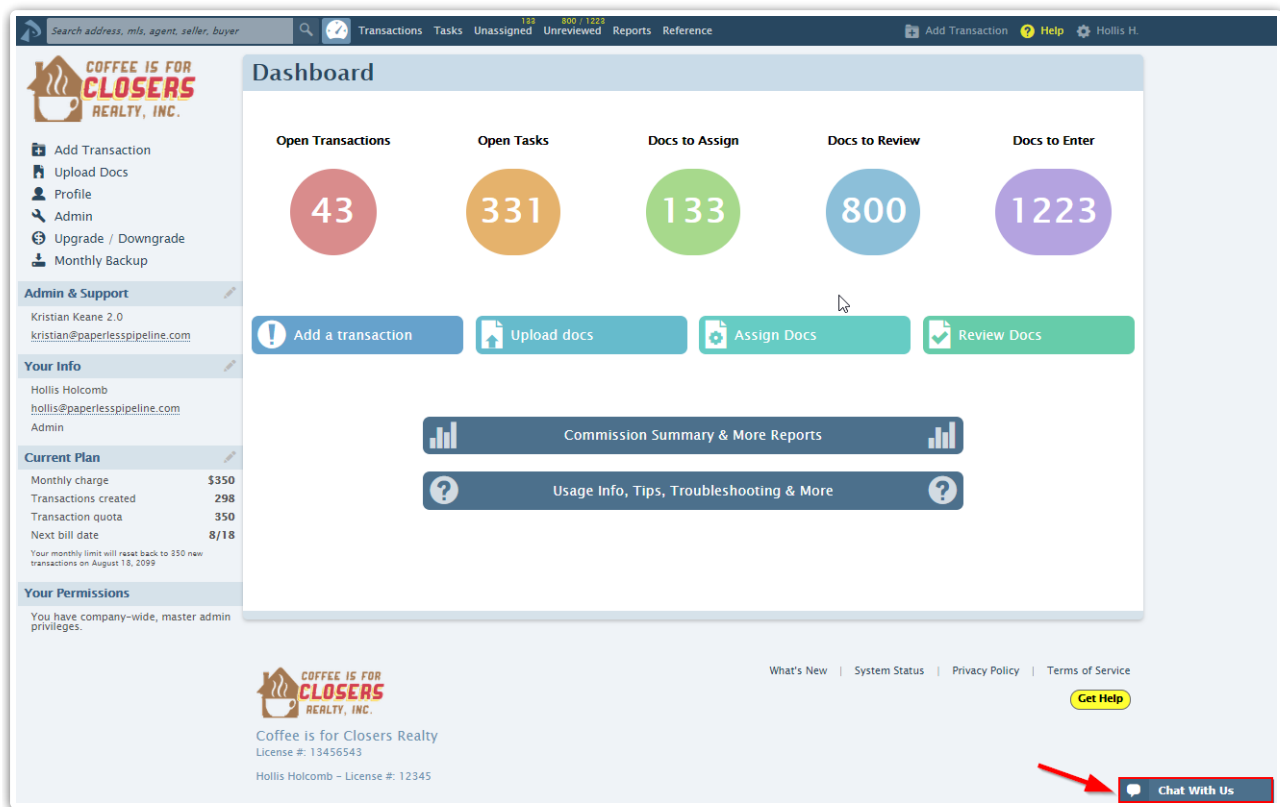 Search address, mls, agent, seller, buyer
Transactions Tasks Unassigned 133 Unreviewed 800 / 1223 Reports Reference
Add Transaction ? Help Hollis H.
COFFEE IS FOR
CLOSERS
REALTY, INC.
Add Transaction
Upload Docs
Profile
Admin
Upgrade / Downgrade
Monthly Backup
Admin & Support
Kristian Keane 2.0
kristian@paperlesspipeline.com
Your Info
Hollis Holcomb
hollis@paperlesspipeline.com
Admin
Current Plan
Monthly charge $350
Transactions created 298
Transaction quota 350
Next bill date 8/18
Your monthly limit will reset back to 350 new
transactions on August 18, 2099
Your Permissions
You have company-wide, master admin
privileges.
Dashboard
Open Transactions Open Tasks Docs to Assign Docs to Review Docs to Enter
43 331 133 800 1223
! Add a transaction Upload docs Assign Docs Review Docs
Commission Summary & More Reports
? Usage Info, Tips, Troubleshooting & More ?
COFFEE IS FOR
CLOSERS
REALTY, INC.
Coffee is for Closers Realty
License #: 13456543
Hollis Holcomb - License #: 12345
What's New | System Status | Privacy Policy | Terms of Service
Get Help
Chat With Us